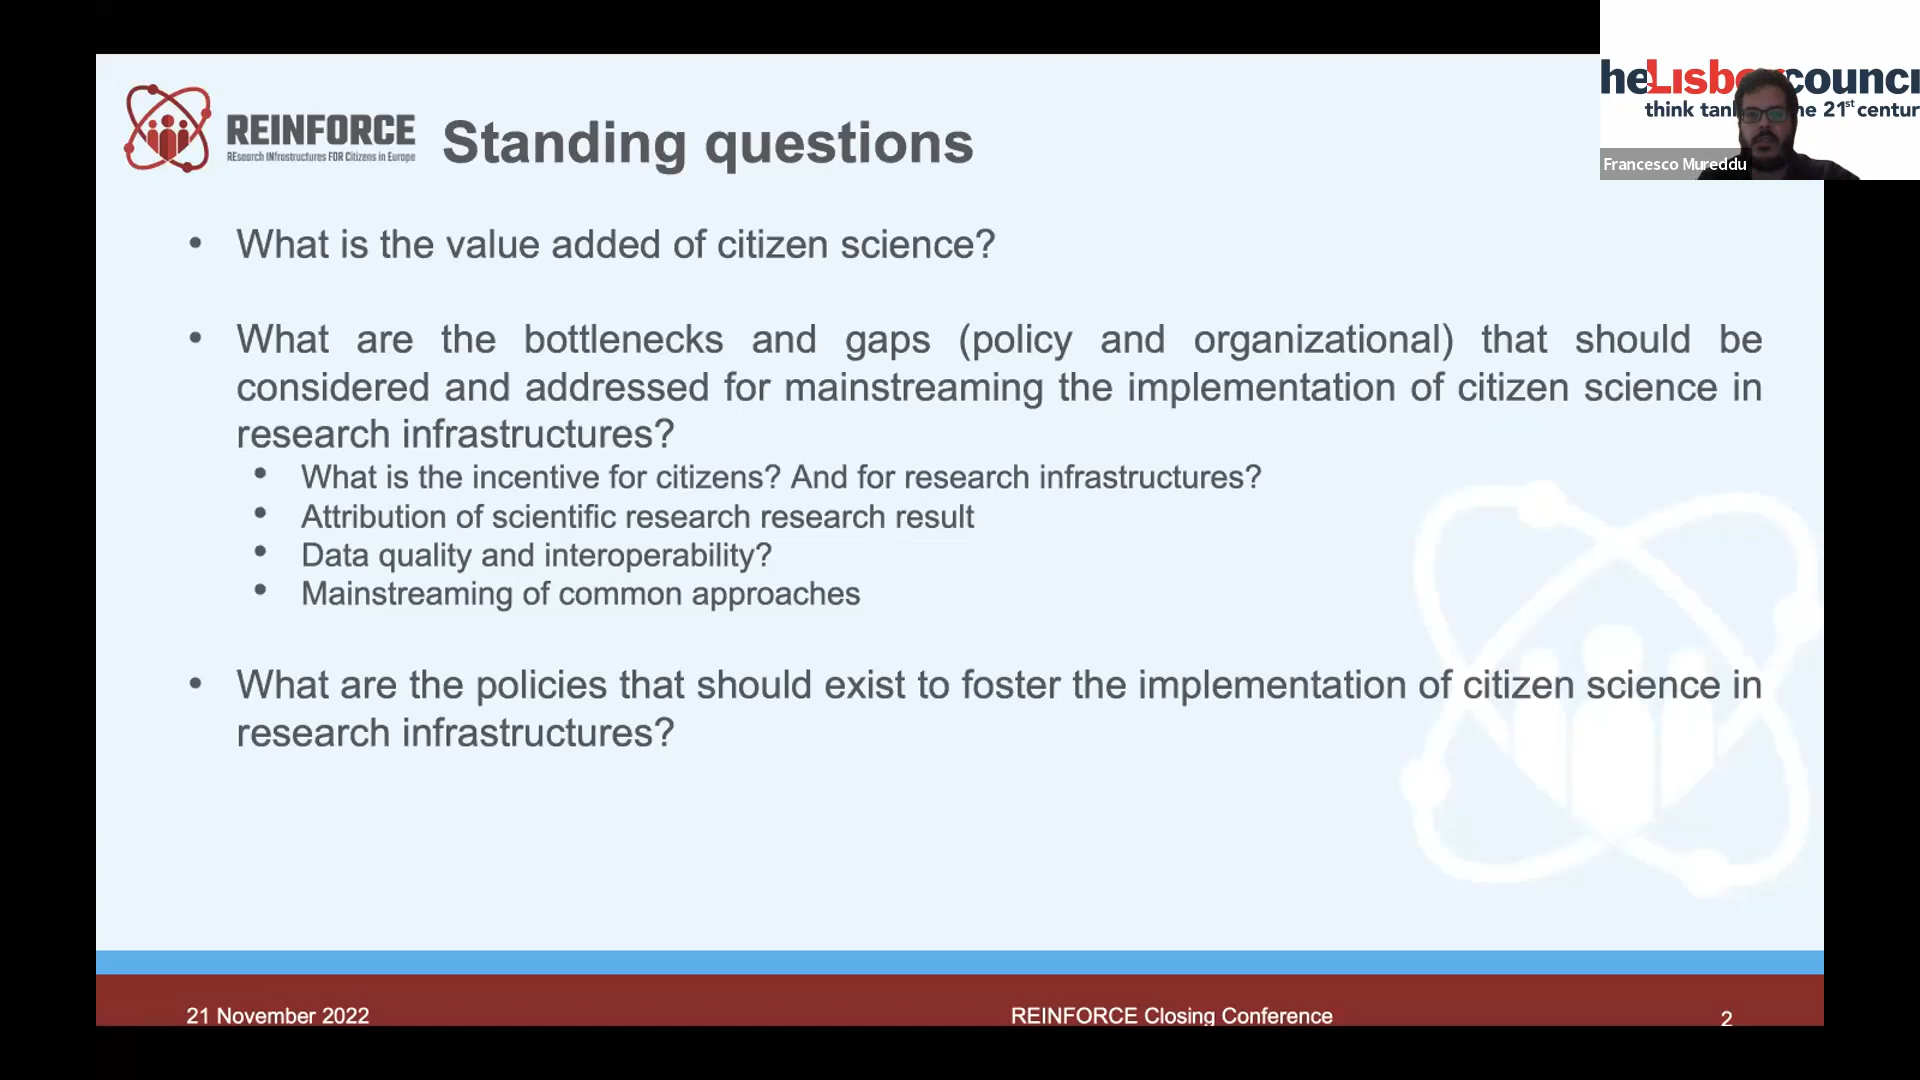 heLisbo counci
think tan he 21st centur
Francesco Mureddu
REINFORCE
REsearch INfrastructures FOR Citizens in Europe
Standing questions
• What is the value added of citizen science?
• What are the bottlenecks and gaps (policy and organizational) that should be
considered and addressed for mainstreaming the implementation of citizen science in
research infrastructures?
• What is the incentive for citizens? And for research infrastructures?
• Attribution of scientific research research result
• Data quality and interoperability?
• Mainstreaming of common approaches
• What are the policies that should exist to foster the implementation of citizen science in
research infrastructures?
21 November 2022
REINFORCE Closing Conference
2